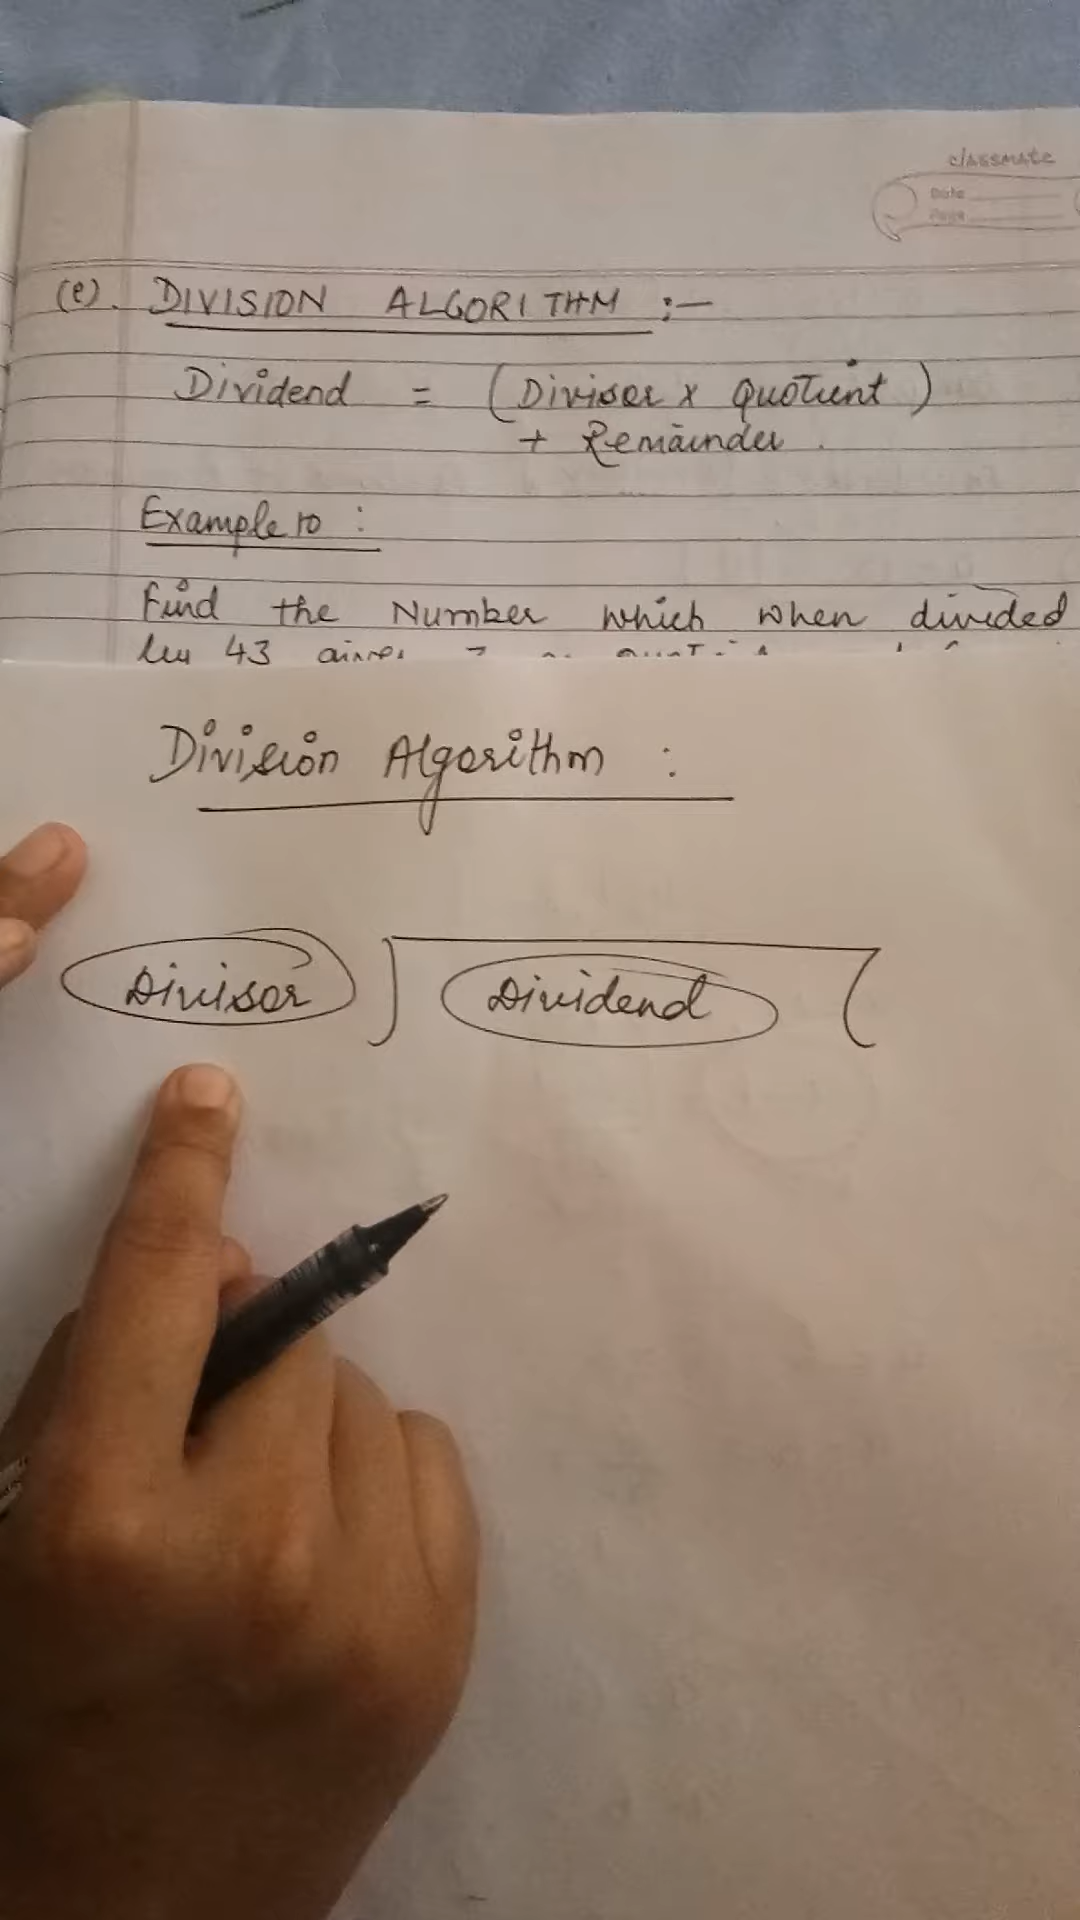 classmate
Date
Page
(e). DIVISION ALGORITHM :-
Dividend = (Divisor x Quotient)
+ Remainder.
Example 10 :
Find the Number which when divided
by 43 gives
Division Algorithm :
Divisor ) Dividend (